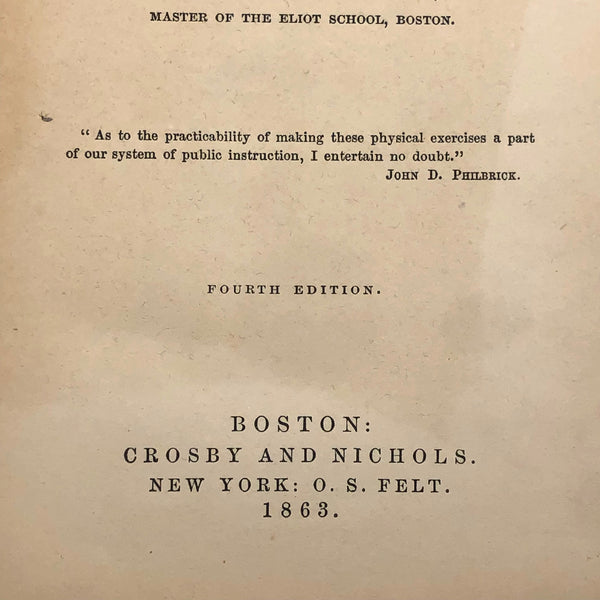 MASTER OF THE ELIOT SCHOOL, BOSTON.
“ As to the practicability of making these physical exercises a part
of our system of public instruction, I entertain no doubt.”
JOHN D. PHILBRICK.
FOURTH EDITION.
BOSTON:
CROSBY AND NICHOLS.
NEW YORK: O. S. FELT.
1863.